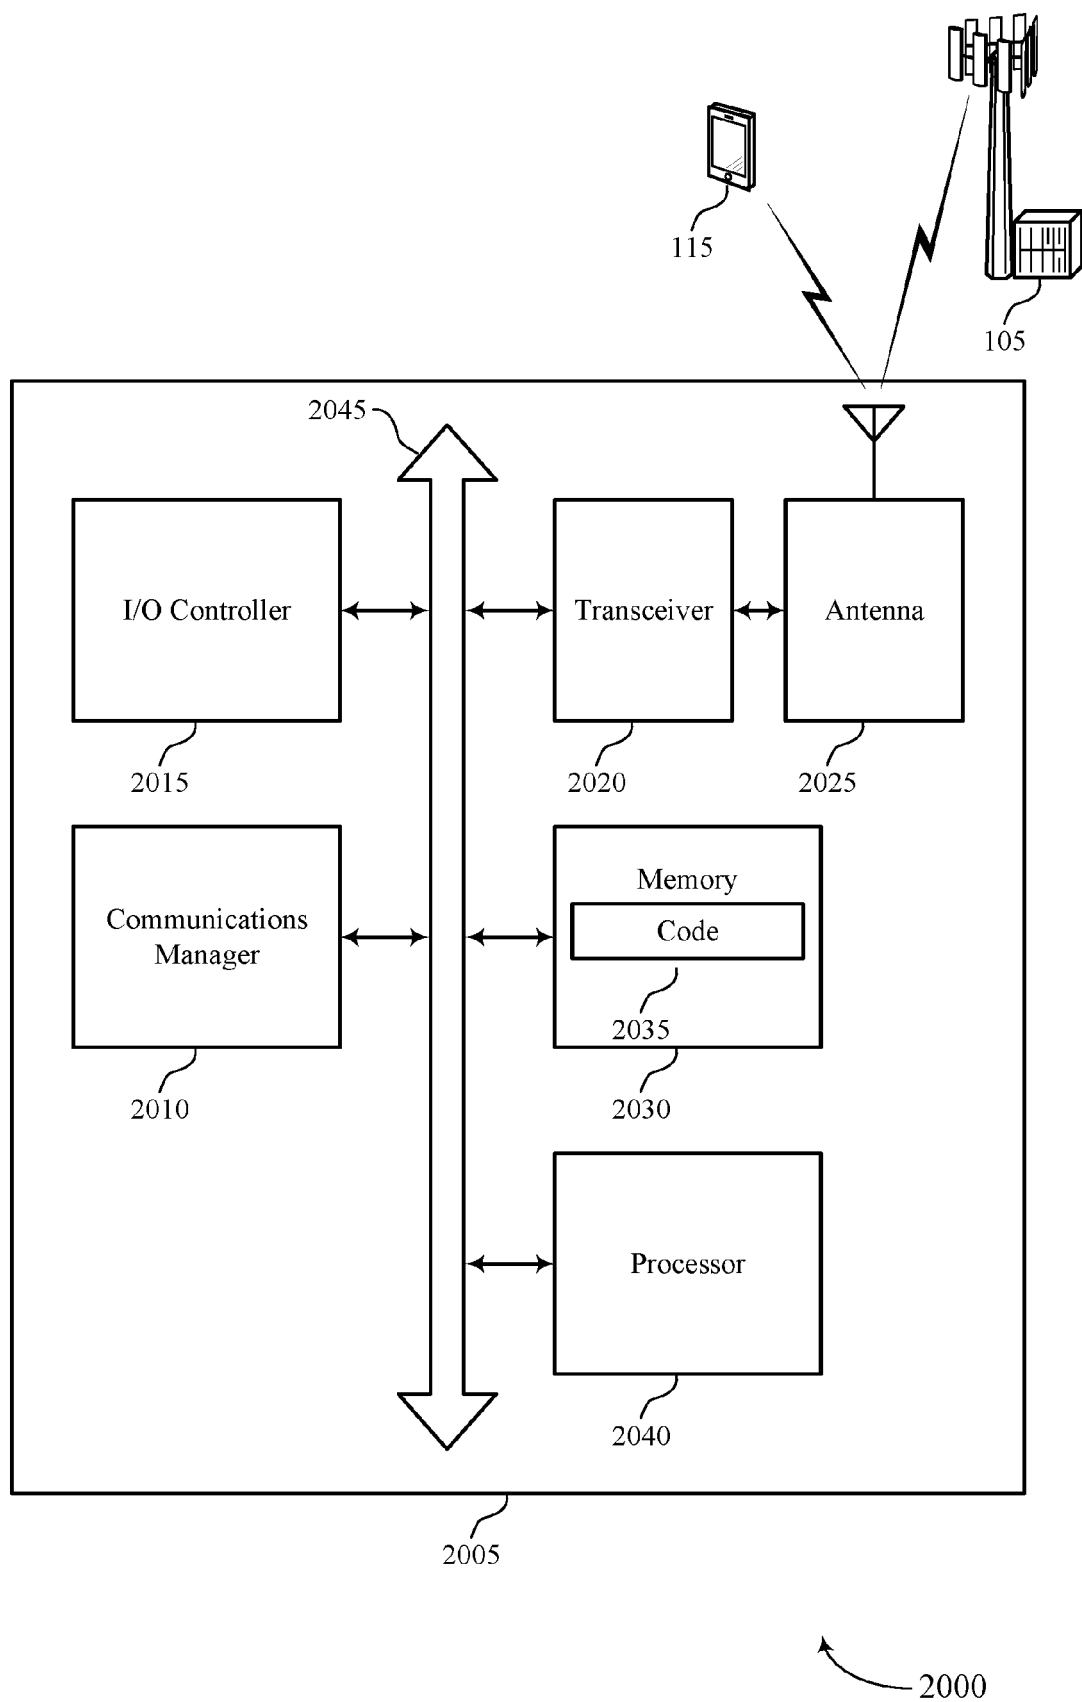 115
105
2045
I/O Controller
Transceiver
Antenna
2015
2020
2025
Communications
Manager
Memory
Code
2035
2010
2030
Processor
2040
2005
2000